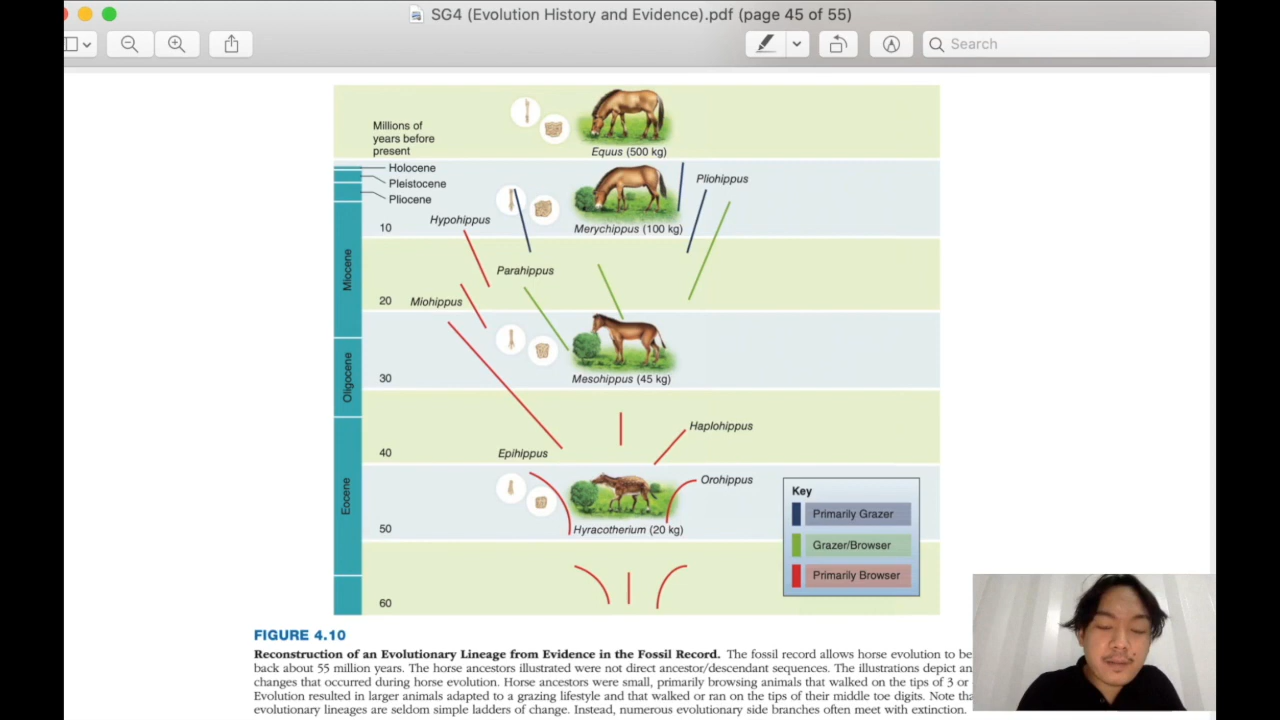 SG4 (Evolution History and Evidence).pdf (page 45 of 55)
Search
Millions of
years before
present
Equus (500 kg)
Holocene
Pleistocene
Pliocene
Pliohippus
Hypohippus
10
Merychippus (100 kg)
Miocene
Parahippus
20
Miohippus
Oligocene
30
Mesohippus (45 kg)
Haplohippus
40
Epihippus
Orohippus
Eocene
Key
Primarily Grazer
50
Hyracotherium (20 kg)
Grazer/Browser
Primarily Browser
60
FIGURE 4.10
Reconstruction of an Evolutionary Lineage from Evidence in the Fossil Record. The fossil record allows horse evolution to be
back about 55 million years. The horse ancestors illustrated were not direct ancestor/descendant sequences. The illustrations depict an
changes that occurred during horse evolution. Horse ancestors were small, primarily browsing animals that walked on the tips of 3 or
Evolution resulted in larger animals adapted to a grazing lifestyle and that walked or ran on the tips of their middle toe digits. Note tha
evolutionary lineages are seldom simple ladders of change. Instead, numerous evolutionary side branches often meet with extinction.